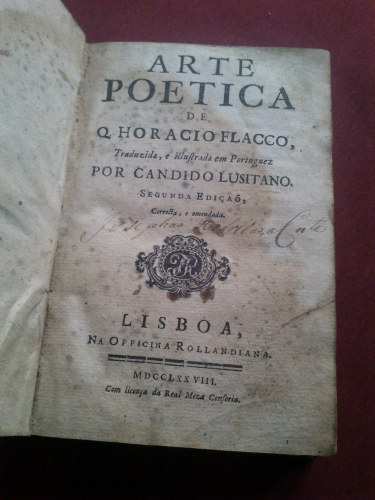 ARTE
POETICA
DE
Q. HORACIO FLACCO,
Traduzida, e illustrada em Portuguez
POR CANDIDO LUSITANO.
SEGUNDA EDIÇAÕ,
Correcta, e emendada.
LISBOA,
NA OFFICINA ROLLANDIANA.
MDCCLXXVIII.
Com licença da Real Meza Censoria.